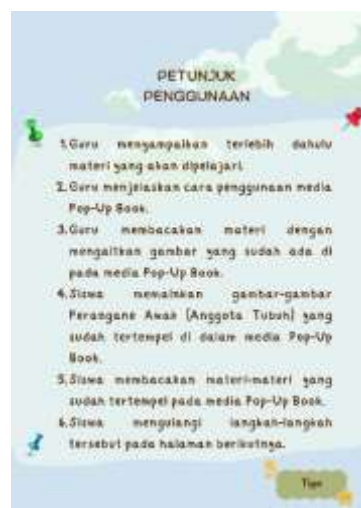 PETUNJUK
PENGGUNAAN
1. Guru menyampaikan terlebih dahulu
materi yang akan dipelajari.
2. Guru menjelaskan cara penggunaan media
Pop-Up Book.
3. Guru membacakan materi dengan
mengaitkan gambar yang sudah ada di
pada media Pop-Up Book.
4. Siswa memainkan gambar-gambar
Perangane Awak (Anggota Tubuh) yang
sudah tertempel di dalam media Pop-Up
Book.
5. Siswa membacakan materi-materi yang
sudah tertempel pada media Pop-Up Book.
6. Siswa mengulangi langkah-langkah
tersebut pada halaman berikutnya.